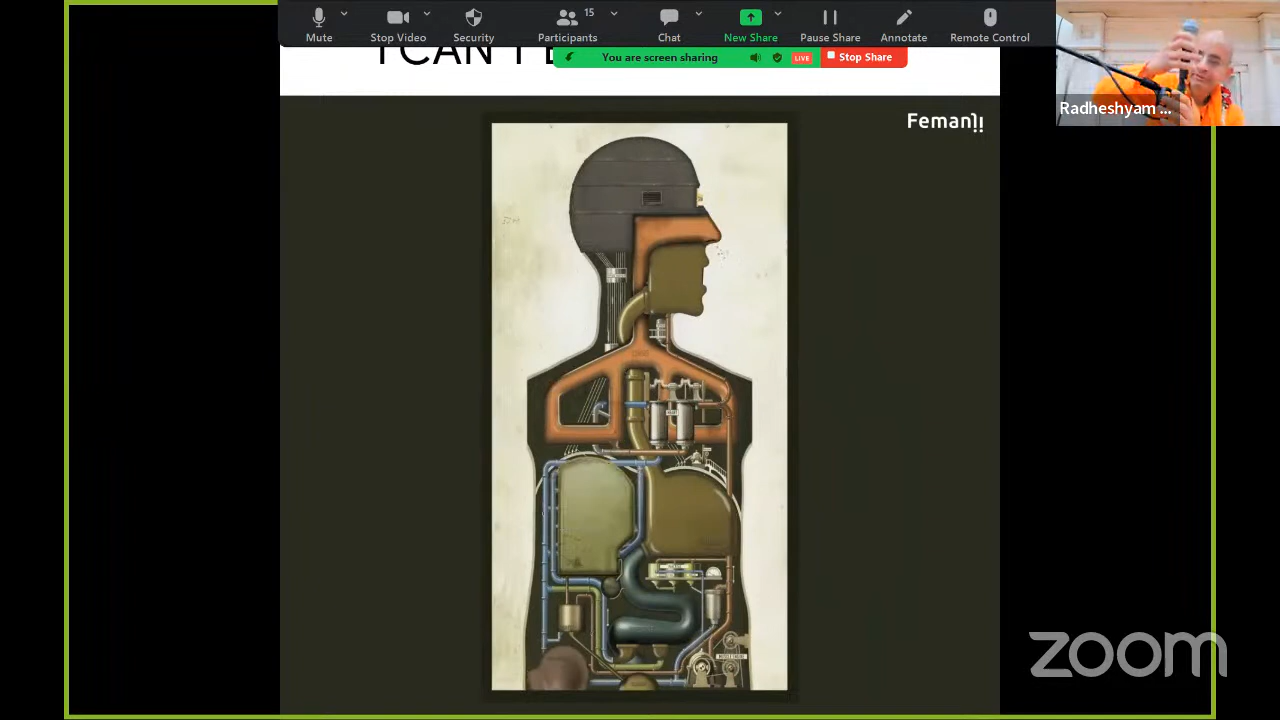 15
Mute
Stop Video
Security
Participants
Chat
New Share
Pause Share
Annotate
Remote Control
You are screen sharing
LIVE
Stop Share
Radheshyam ...
zoom